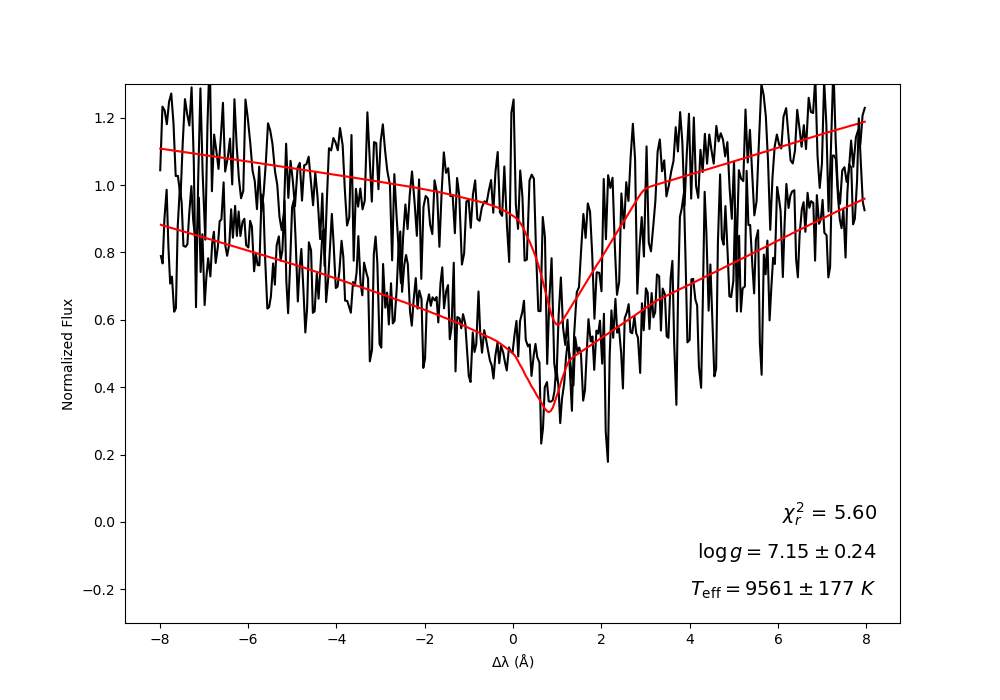 1.2
1.0
0.8
0.6
0.4
0.2
0.0
−0.2
Normalized Flux
χ²ᵣ = 5.60
log g = 7.15 ± 0.24
T_eff = 9561 ± 177 K
−8 −6 −4 −2 0 2 4 6 8
Δλ (Å)